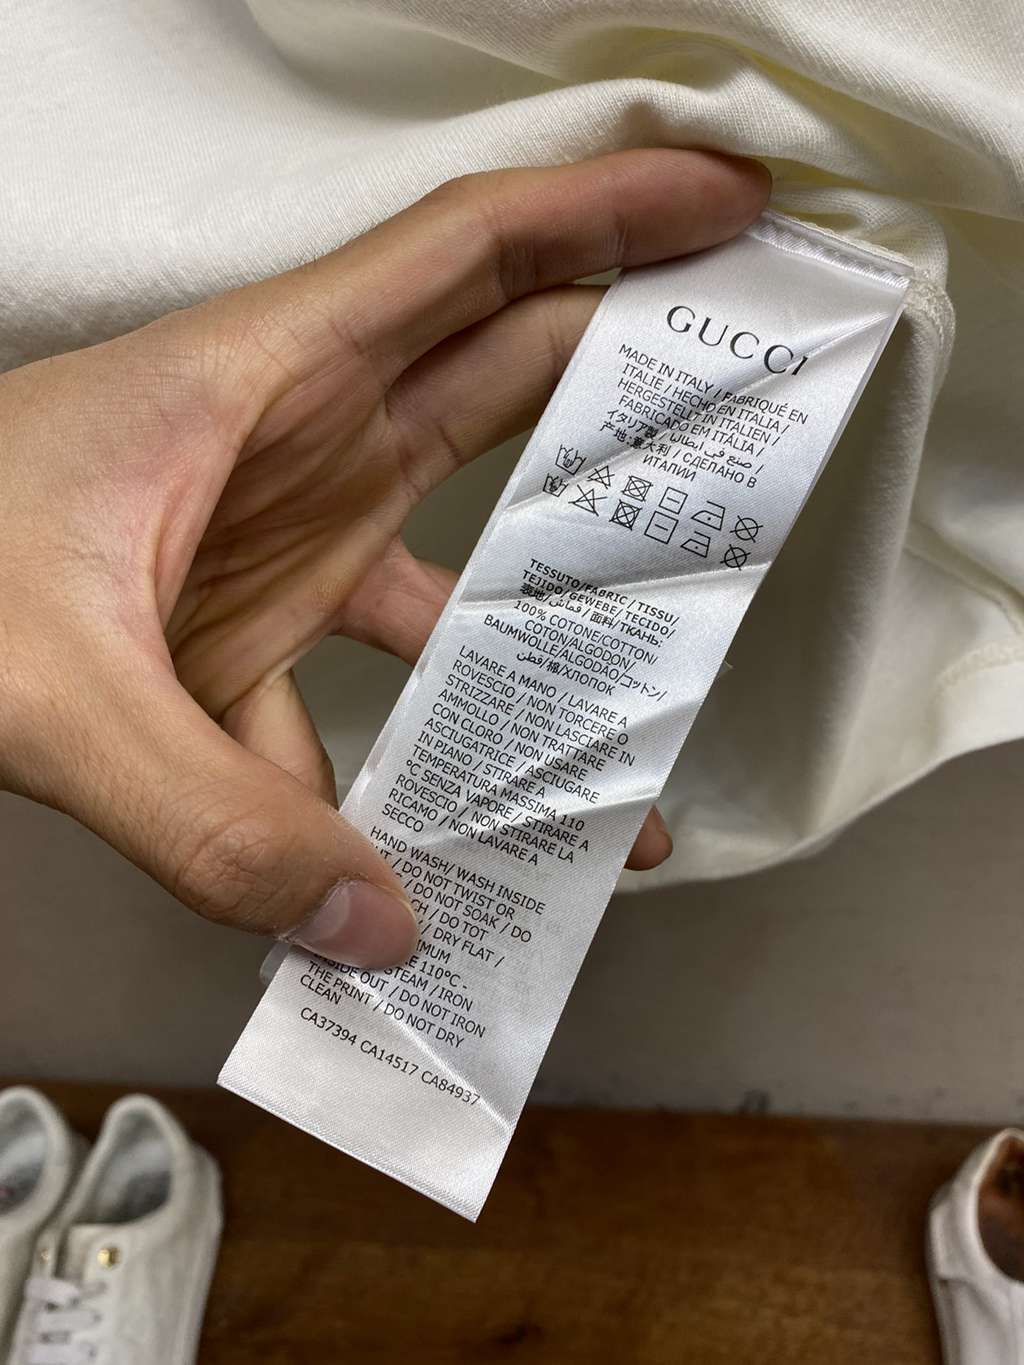 GUCCI
MADE IN ITALY / FABRIQUÉ EN
ITALIE / HECHO EN ITALIA /
HERGESTELLT IN ITALIEN /
FABRICADO EM ITÁLIA /
イタリア製 / صنع في إيطاليا /
产地:意大利 / СДЕЛАНО В
ИТАЛИИ
TESSUTO/FABRIC / TISSU/
TEJIDO/GEWEBE/TECIDO/
表地/قماش/面料/ТКАНЬ:
100% COTONE/COTTON/
COTON/ALGODON/
BAUMWOLLE/ALGODÃO/コットン/
قطن/棉/ХЛОПОК
LAVARE A MANO / LAVARE A
ROVESCIO / NON TORCERE O
STRIZZARE / NON LASCIARE IN
AMMOLLO / NON TRATTARE
CON CLORO / NON USARE
ASCIUGATRICE / ASCIUGARE
IN PIANO / STIRARE A
TEMPERATURA MASSIMA 110
°C SENZA VAPORE / STIRARE A
ROVESCIO / NON STIRARE LA
RICAMO / NON LAVARE A
SECCO
HAND WASH/ WASH INSIDE
/ DO NOT TWIST OR
/ DO NOT SOAK / DO
/ DO TOT
/ DRY FLAT /
110°C -
STEAM / IRON
INSIDE OUT / DO NOT IRON
THE PRINT / DO NOT DRY
CLEAN
CA37394 CA14517 CA84937